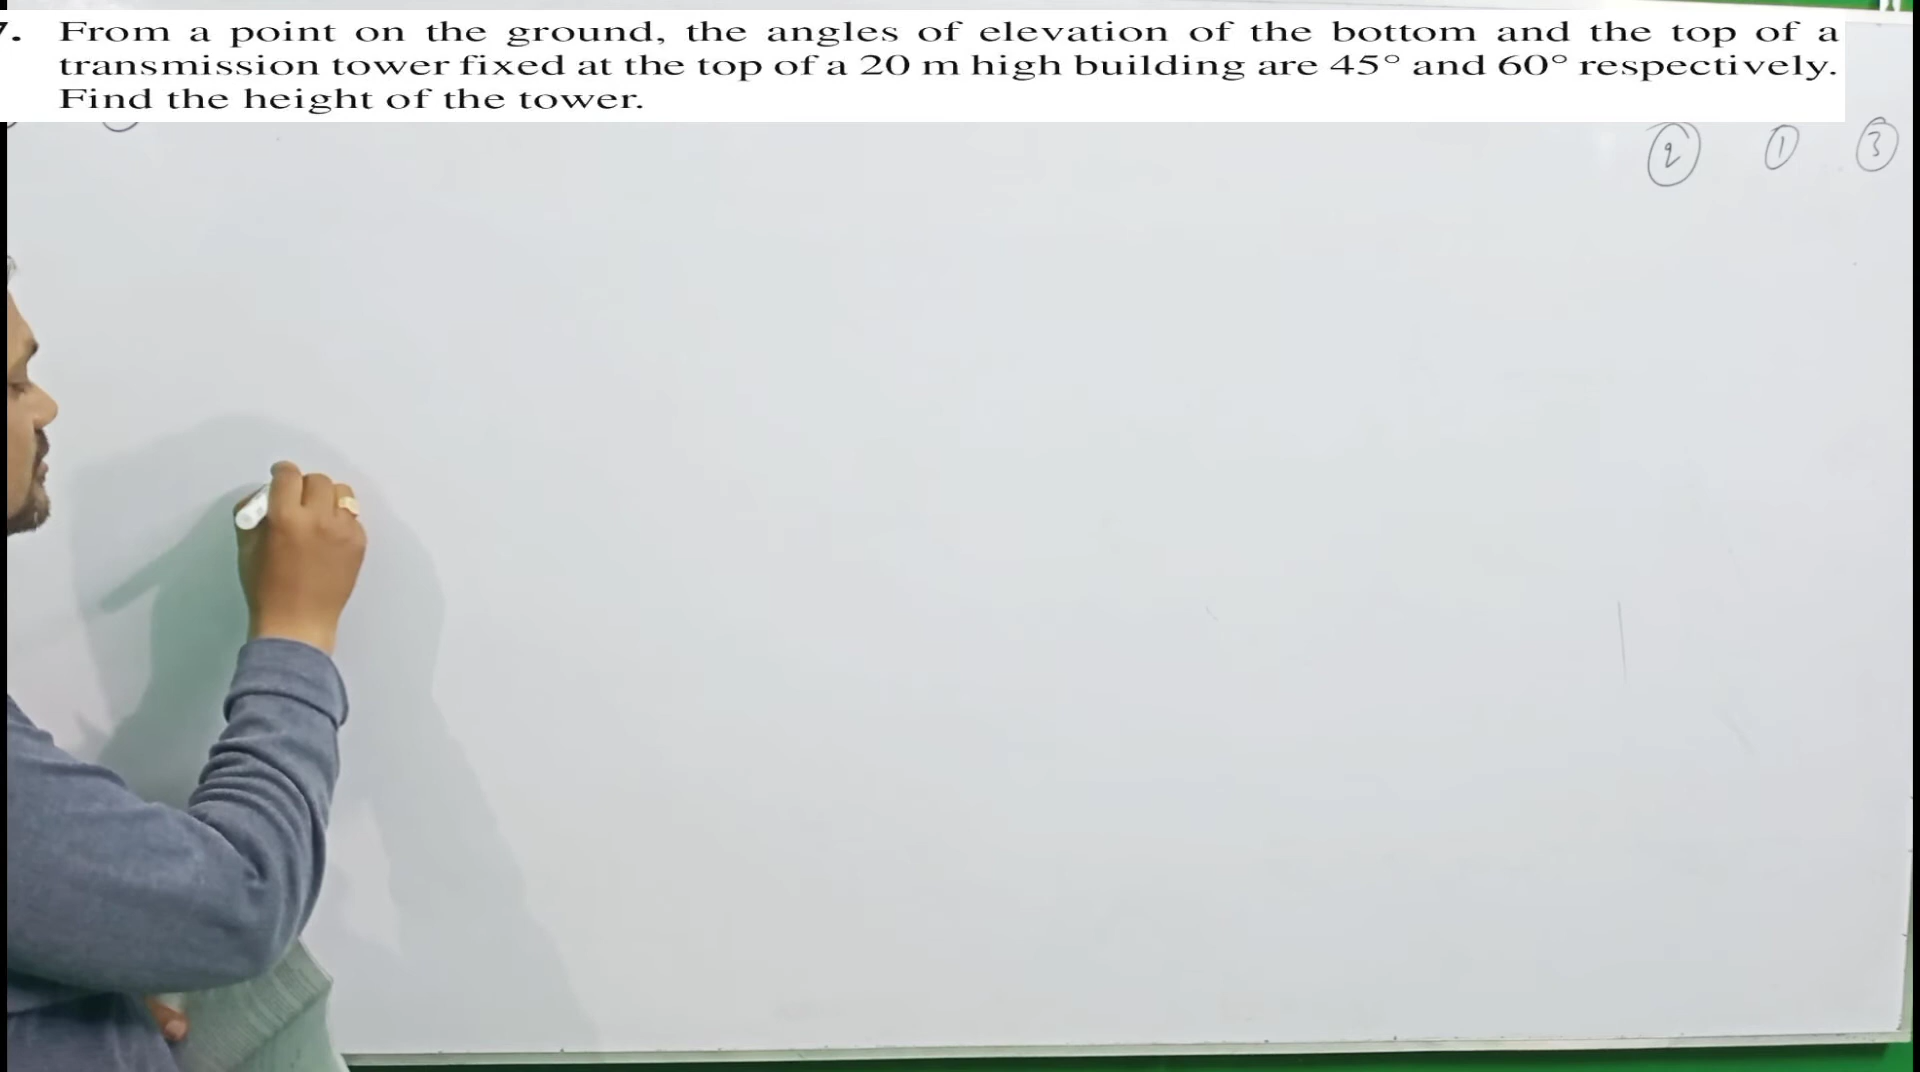 7. From a point on the ground, the angles of elevation of the bottom and the top of a
transmission tower fixed at the top of a 20 m high building are 45° and 60° respectively.
Find the height of the tower.
2 1 3